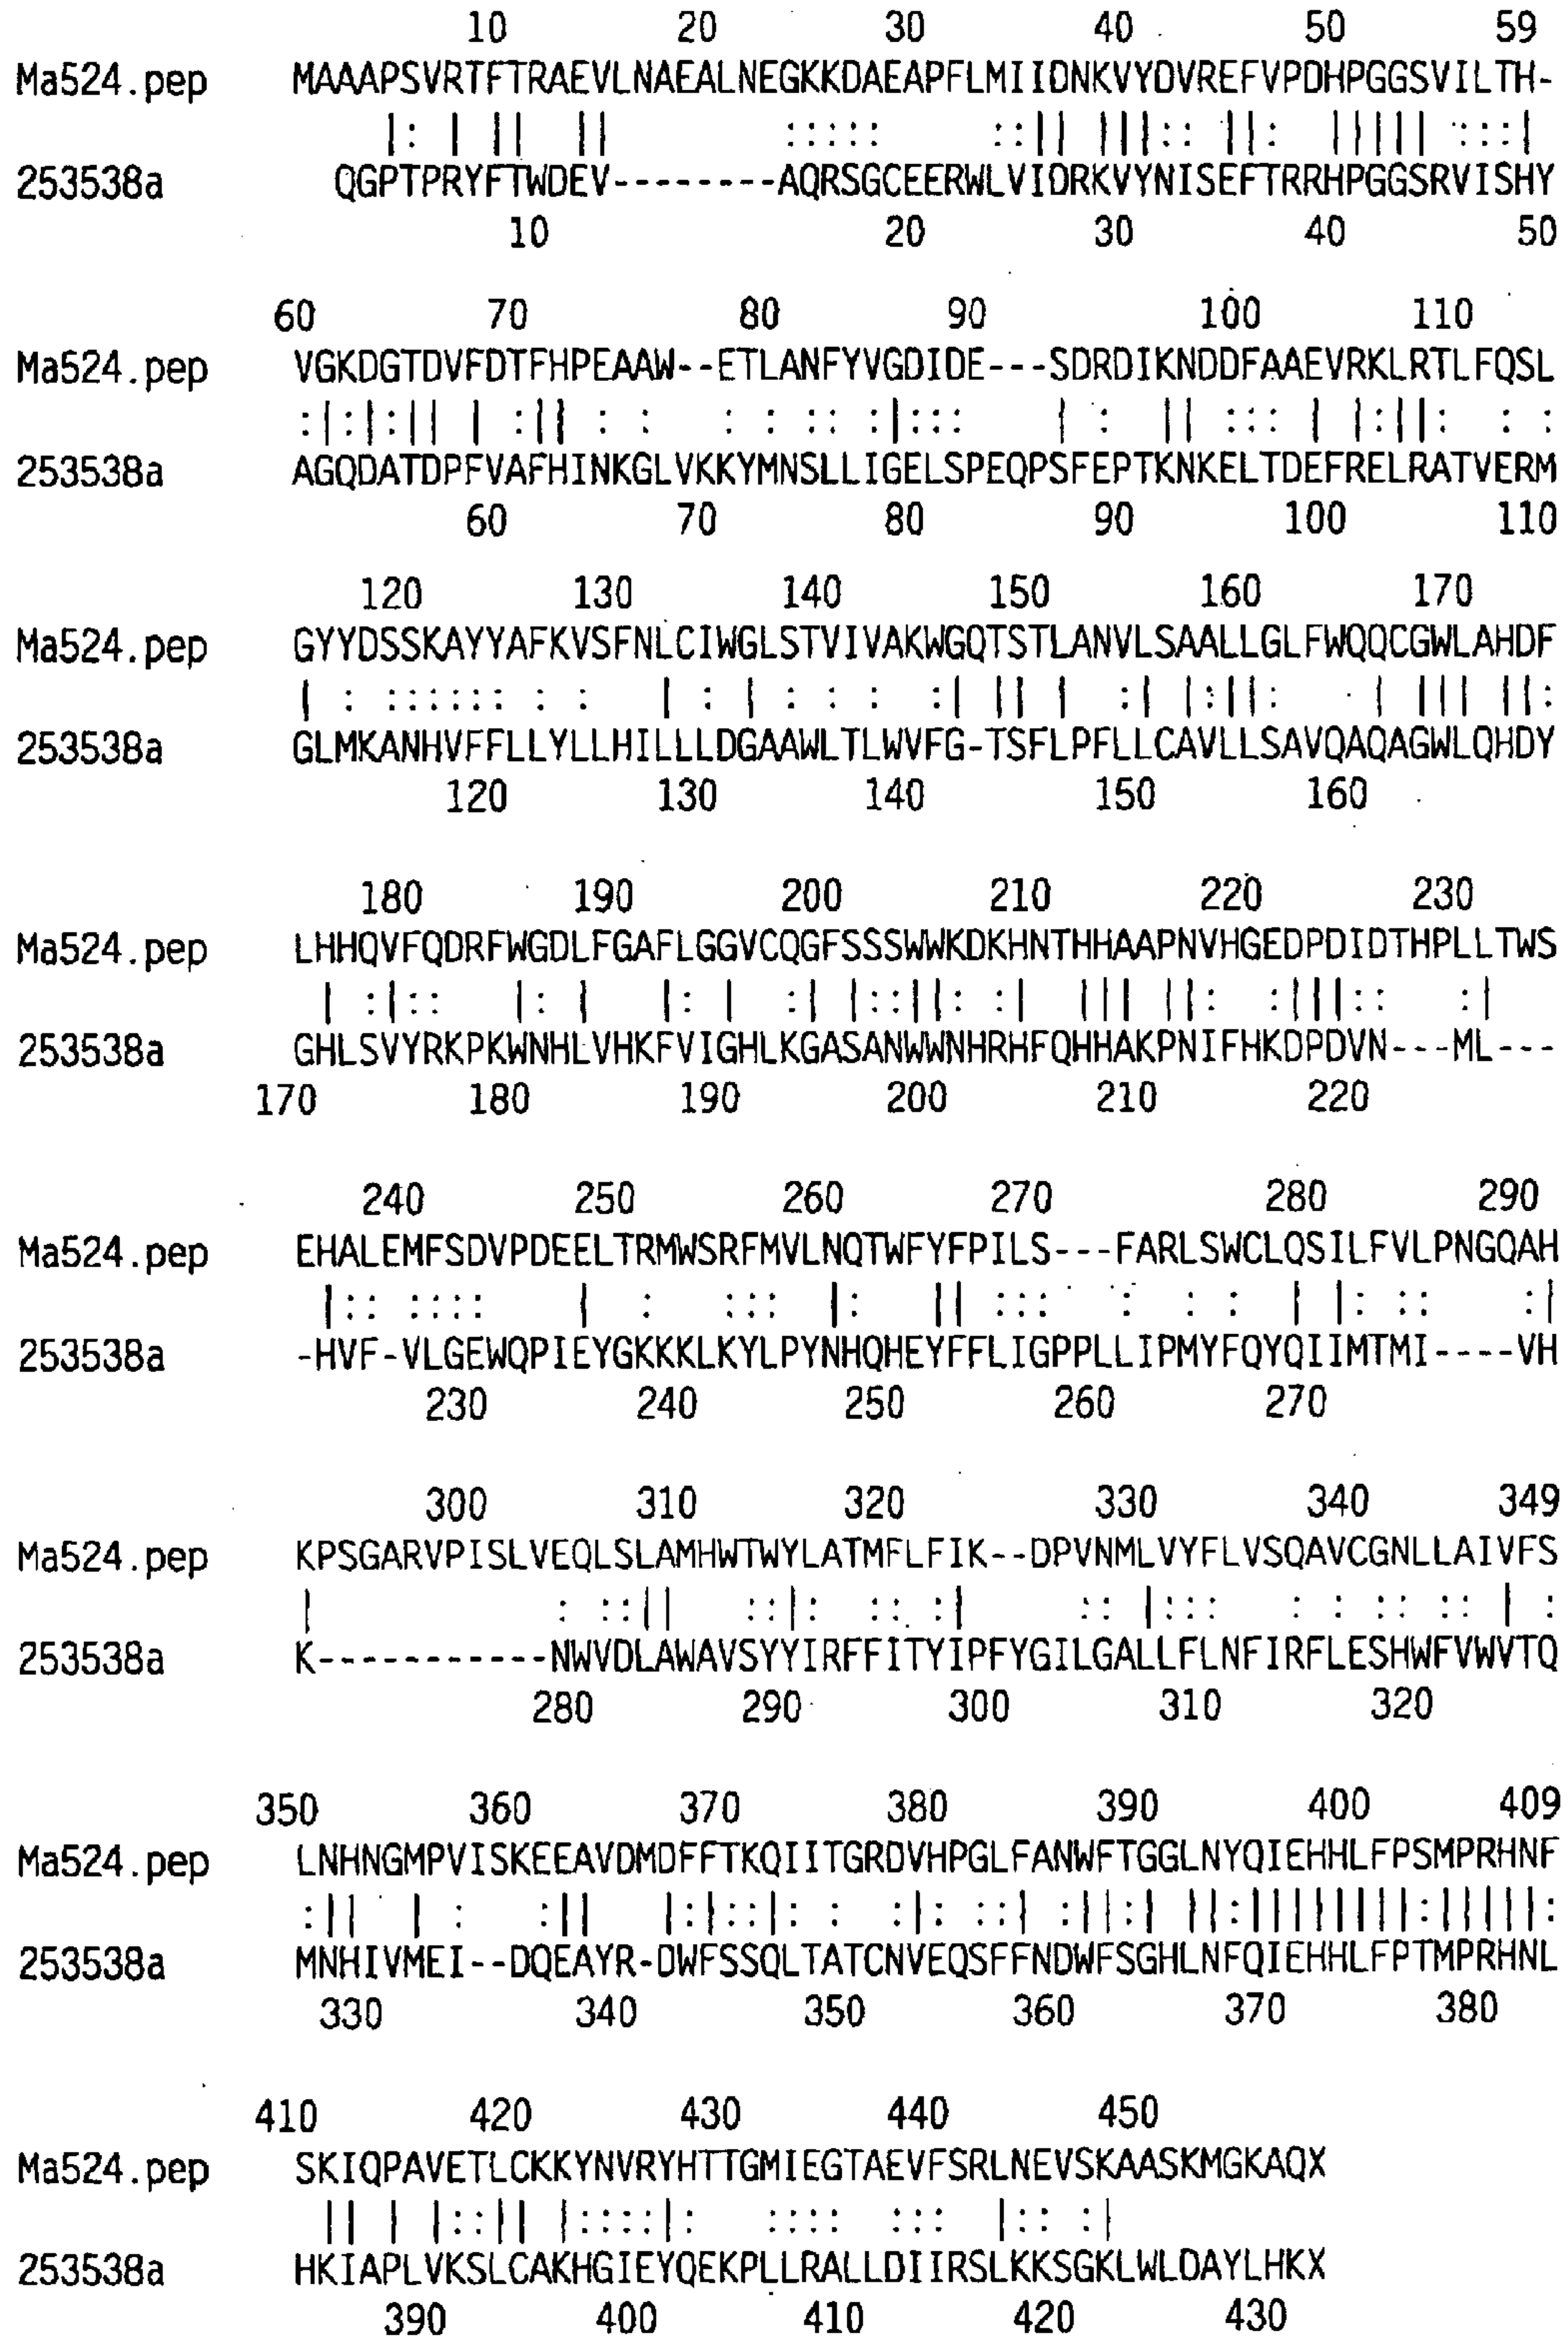 10 20 30 40 50 59
Ma524.pep MAAAPSVRTFTRAEVLNAEALNEGKKDAEAPFLMIIDNKVYDVREFVPDHPGGSVILTH-
|: | || || ::::: ::|| |||:: ||: ||||| :::|
253538a QGPTPRYFTWDEV--------AQRSGCEERWLVIDRKVYNISEFTRRHPGGSRVISHY
10 20 30 40 50
60 70 80 90 100 110
Ma524.pep VGKDGTDVFDTFHPEAAW--ETLANFYVGDIDE---SDRDIKNDDFAAEVRKLRTLFQSL
:|:|:|| | :|| : : : : :: :|::: | : || ::: | |:||: : :
253538a AGQDATDPFVAFHINKGLVKKYMNSLLIGELSPEQPSFEPTKNKELTDEFRELRATVERM
60 70 80 90 100 110
120 130 140 150 160 170
Ma524.pep GYYDSSKAYYAFKVSFNLCIWGLSTVIVAKWGQTSTLANVLSAALLGLFWQQCGWLAHDF
| : :::::: : : | : | : : : :| || | :| |:||: | ||| ||:
253538a GLMKANHVFFLLYLLHILLLDGAAWLTLWVFG-TSFLPFLLCAVLLSAVQAQAGWLQHDY
120 130 140 150 160
180 190 200 210 220 230
Ma524.pep LHHQVFQDRFWGDLFGAFLGGVCQGFSSSWWKDKHNTHHAAPNVHGEDPDIDTHPLLTWS
| :|:: |: | |: | :| |::||: :| ||| ||: :|||:: :|
253538a GHLSVYRKPKWNHLVHKFVIGHLKGASANWWNHRHFQHHAKPNIFHKDPDVN---ML---
170 180 190 200 210 220
240 250 260 270 280 290
Ma524.pep EHALEMFSDVPDEELTRMWSRFMVLNQTWFYFPILS---FARLSWCLQSILFVLPNGQAH
|:: :::: | : ::: |: || ::: : : : | |: :: :|
253538a -HVF-VLGEWQPIEYGKKKLKYLPYNHQHEYFFLIGPPLLIPMYFQYQIIMTMI----VH
230 240 250 260 270
300 310 320 330 340 349
Ma524.pep KPSGARVPISLVEQLSLAMHWTWYLATMFLFIK--DPVNMLVYFLVSQAVCGNLLAIVFS
| : ::|| ::|: :: :| :: |::: : : :: :: | :
253538a K-----------NWVDLAWAVSYYIRFFITYIPFYGILGALLFLNFIRFLESHWFVWVTQ
280 290 300 310 320
350 360 370 380 390 400 409
Ma524.pep LNHNGMPVISKEEAVDMDFFTKQIITGRDVHPGLFANWFTGGLNYQIEHHLFPSMPRHNF
:|| | : :|| |:|::|: : :|: ::| :||:| ||:||||||||:|||||:
253538a MNHIVMEI--DQEAYR-DWFSSQLTATCNVEQSFFNDWFSGHLNFQIEHHLFPTMPRHNL
330 340 350 360 370 380
410 420 430 440 450
Ma524.pep SKIQPAVETLCKKYNVRYHTTGMIEGTAEVFSRLNEVSKAASKMGKAQX
|| | |::|| |::::|: :::: ::: |:: :|
253538a HKIAPLVKSLCAKHGIEYQEKPLLRALLDIIRSLKKSGKLWLDAYLHKX
390 400 410 420 430